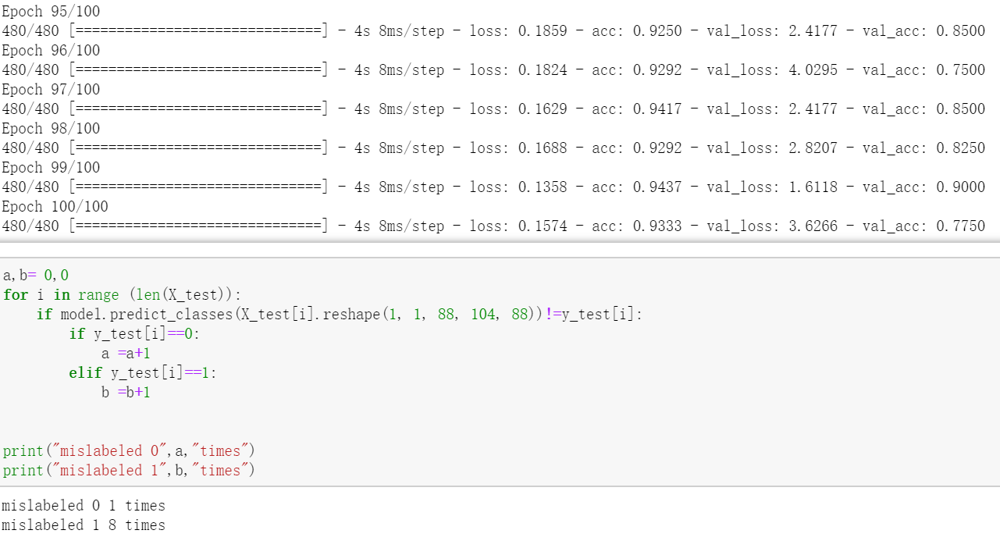 Epoch 95/100
480/480 [==============================] - 4s 8ms/step - loss: 0.1859 - acc: 0.9250 - val_loss: 2.4177 - val_acc: 0.8500
Epoch 96/100
480/480 [==============================] - 4s 8ms/step - loss: 0.1824 - acc: 0.9292 - val_loss: 4.0295 - val_acc: 0.7500
Epoch 97/100
480/480 [==============================] - 4s 8ms/step - loss: 0.1629 - acc: 0.9417 - val_loss: 2.4177 - val_acc: 0.8500
Epoch 98/100
480/480 [==============================] - 4s 8ms/step - loss: 0.1688 - acc: 0.9292 - val_loss: 2.8207 - val_acc: 0.8250
Epoch 99/100
480/480 [==============================] - 4s 8ms/step - loss: 0.1358 - acc: 0.9437 - val_loss: 1.6118 - val_acc: 0.9000
Epoch 100/100
480/480 [==============================] - 4s 8ms/step - loss: 0.1574 - acc: 0.9333 - val_loss: 3.6266 - val_acc: 0.7750
a,b= 0,0
for i in range (len(X_test)):
    if model.predict_classes(X_test[i].reshape(1, 1, 88, 104, 88))!=y_test[i]:
        if y_test[i]==0:
            a =a+1
        elif y_test[i]==1:
            b =b+1
print("mislabeled 0",a,"times")
print("mislabeled 1",b,"times")
mislabeled 0 1 times
mislabeled 1 8 times